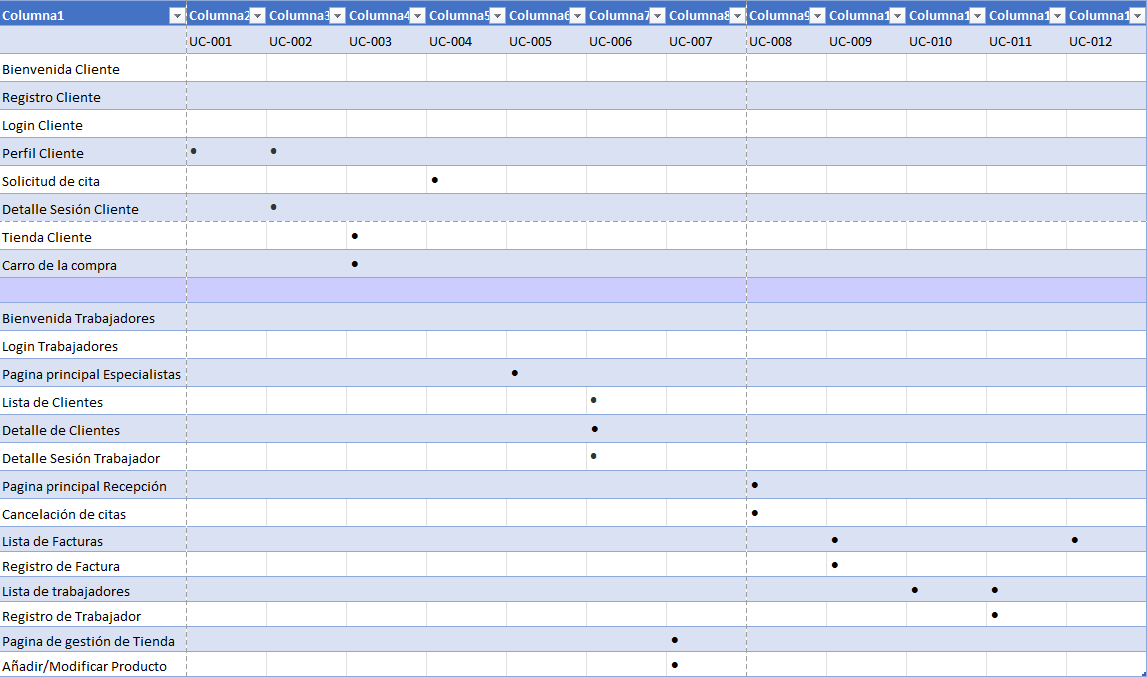 Columna1 Columna2 Columna3 Columna4 Columna5 Columna6 Columna7 Columna8 Columna9 Columna1 Columna1 Columna1 Columna1
UC-001 UC-002 UC-003 UC-004 UC-005 UC-006 UC-007 UC-008 UC-009 UC-010 UC-011 UC-012
Bienvenida Cliente
Registro Cliente
Login Cliente
Perfil Cliente • •
Solicitud de cita •
Detalle Sesión Cliente •
Tienda Cliente •
Carro de la compra •
Bienvenida Trabajadores
Login Trabajadores
Pagina principal Especialistas •
Lista de Clientes •
Detalle de Clientes •
Detalle Sesión Trabajador •
Pagina principal Recepción •
Cancelación de citas •
Lista de Facturas • •
Registro de Factura •
Lista de trabajadores • •
Registro de Trabajador •
Pagina de gestión de Tienda •
Añadir/Modificar Producto •